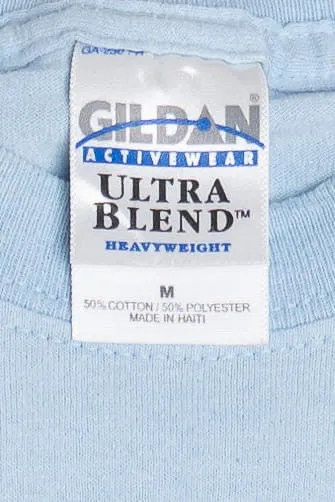 GILDAN®
ACTIVEWEAR
ULTRA
BLEND™
HEAVYWEIGHT
M
50% COTTON / 50% POLYESTER
MADE IN HAITI